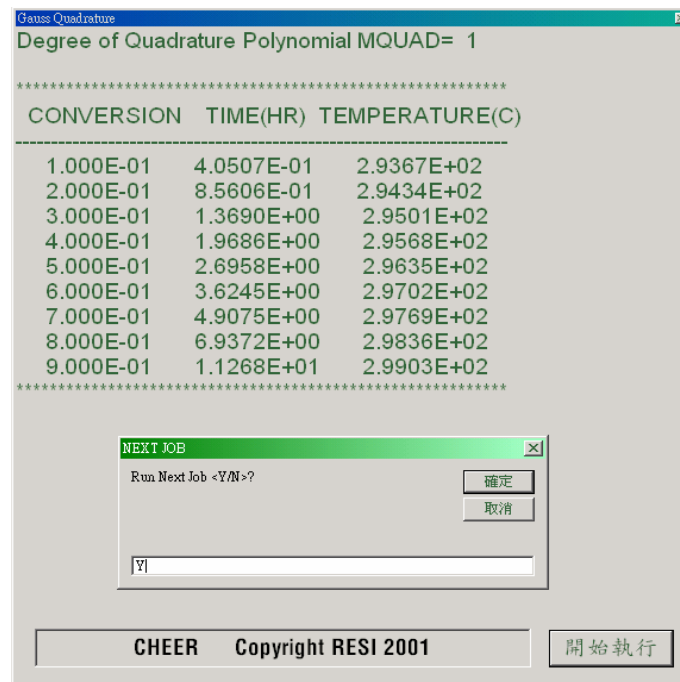 Gauss Quadrature
Degree of Quadrature Polynomial MQUAD= 1
************************************************************
CONVERSION TIME(HR) TEMPERATURE(C)
------------------------------------------------------------
1.000E-01 4.0507E-01 2.9367E+02
2.000E-01 8.5606E-01 2.9434E+02
3.000E-01 1.3690E+00 2.9501E+02
4.000E-01 1.9686E+00 2.9568E+02
5.000E-01 2.6958E+00 2.9635E+02
6.000E-01 3.6245E+00 2.9702E+02
7.000E-01 4.9075E+00 2.9769E+02
8.000E-01 6.9372E+00 2.9836E+02
9.000E-01 1.1268E+01 2.9903E+02
************************************************************
NEXT JOB
Run Next Job <Y/N>?
確定
取消
Y
CHEER Copyright RESI 2001
開始執行